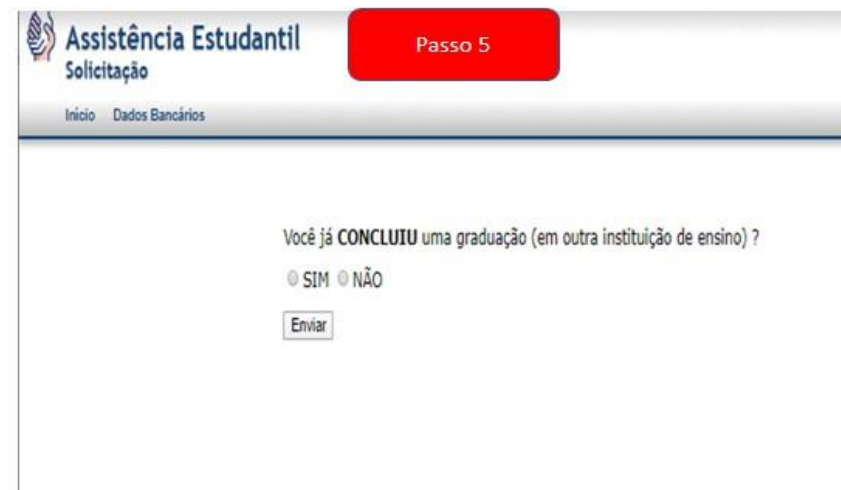 Assistência Estudantil
Solicitação
Passo 5
Início Dados Bancários
Você já CONCLUIU uma graduação (em outra instituição de ensino) ?
SIM NÃO
Enviar